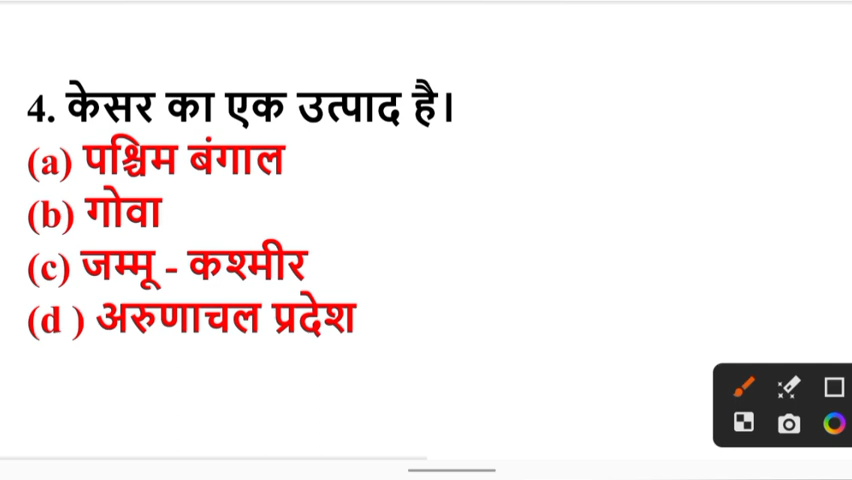 4. केसर का एक उत्पाद है।
(a) पश्चिम बंगाल
(b) गोवा
(c) जम्मू - कश्मीर
(d ) अरुणाचल प्रदेश